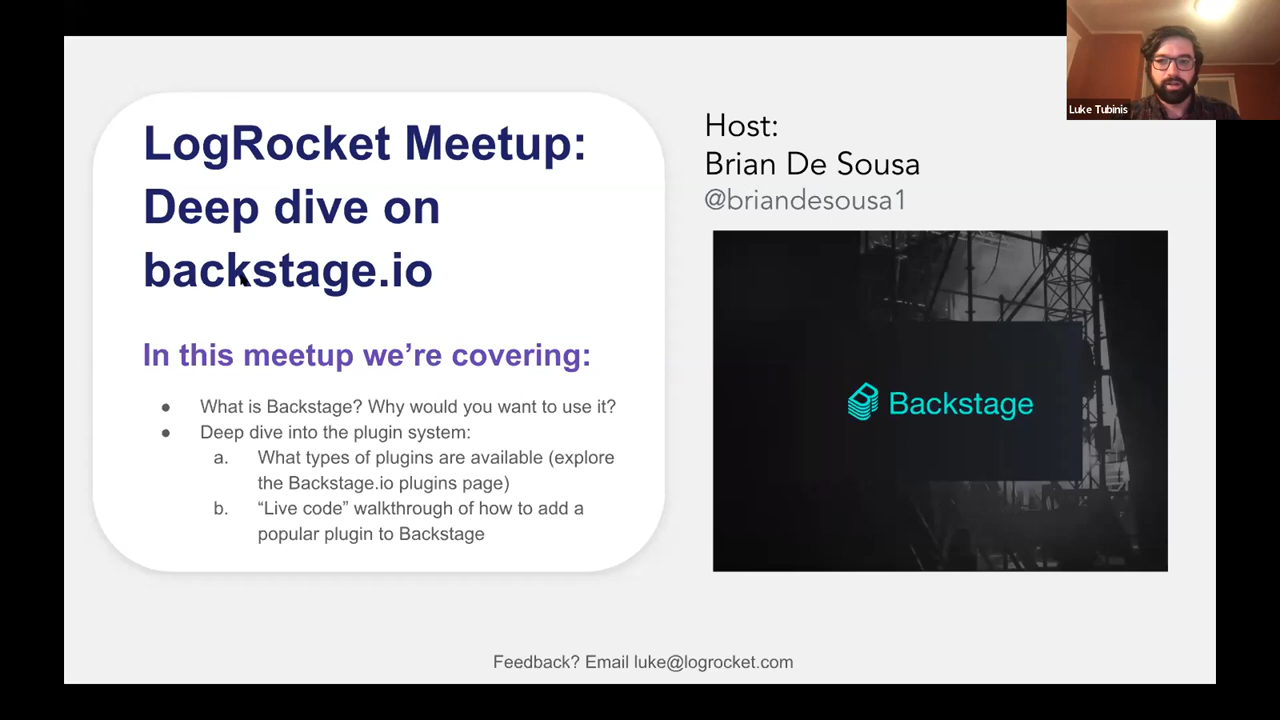 LogRocket Meetup:
Deep dive on
backstage.io
In this meetup we’re covering:
● What is Backstage? Why would you want to use it?
● Deep dive into the plugin system:
a. What types of plugins are available (explore
the Backstage.io plugins page)
b. “Live code” walkthrough of how to add a
popular plugin to Backstage
Host:
Brian De Sousa
@briandesousa1
Backstage
Luke Tubinis
Feedback? Email luke@logrocket.com